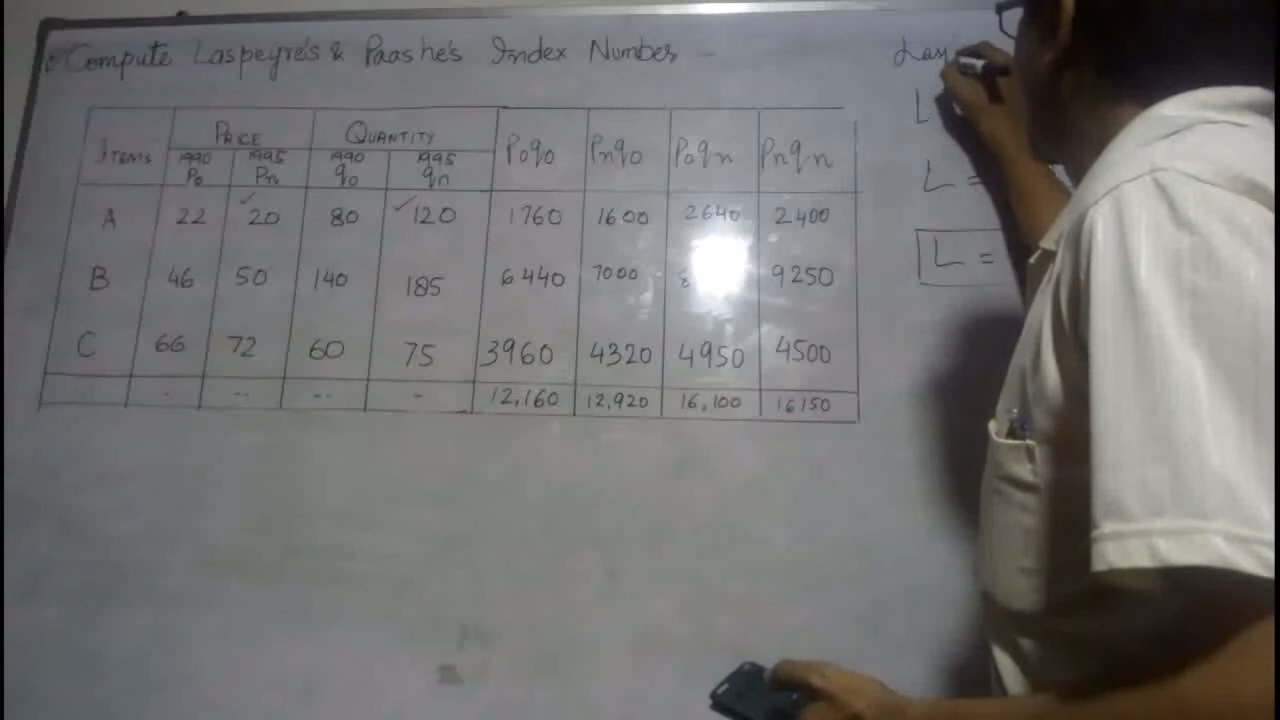 Compute Laspeyre's & Paashe's Index Number -
Lay
L
L =
L =
ITEMS PRICE QUANTITY P0q0 Pnq0 P0qn Pnqn
1990 1995 1990 1995
P0 Pn q0 qn
A 22 20 80 120 1760 1600 2640 2400
B 46 50 140 185 6440 7000 9250
C 66 72 60 75 3960 4320 4950 4500
- -- -- - 12,160 12,920 16,100 16150